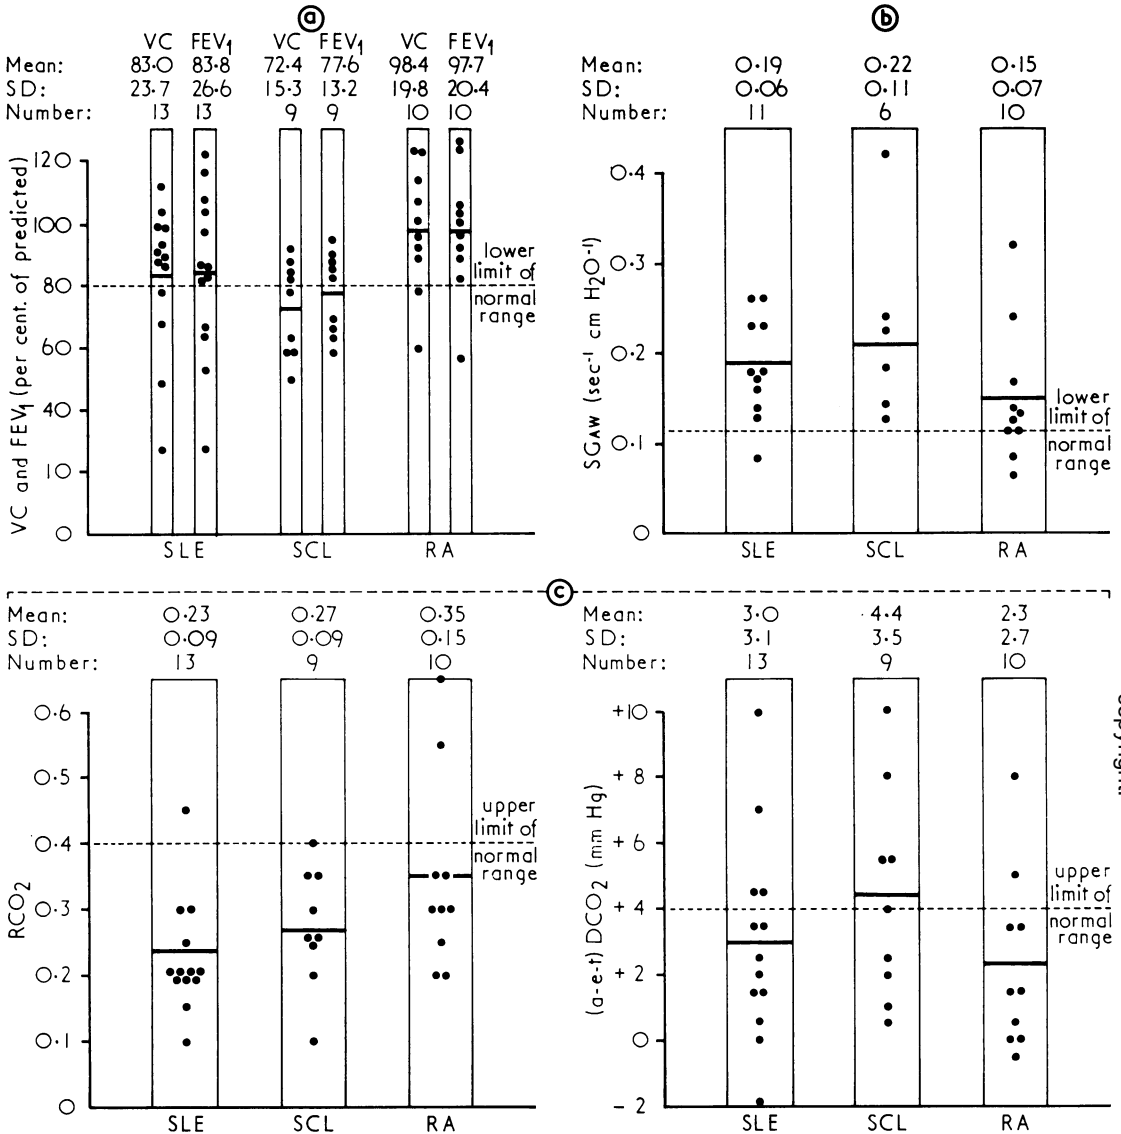 a
VC FEV1 VC FEV1 VC FEV1
Mean: 83·0 83·8 72·4 77·6 98·4 97·7
SD: 23·7 26·6 15·3 13·2 19·8 20·4
Number: 13 13 9 9 10 10
VC and FEV1 (per cent. of predicted)
120
100
80
60
40
10
0
lower
limit of
normal
range
SLE SCL RA
b
Mean: 0·19 0·22 0·15
SD: 0·06 0·11 0·07
Number: 11 6 10
SGAW (sec⁻¹ cm H2O⁻¹)
0·4
0·3
0·2
0·1
0
lower
limit of
normal
range
SLE SCL RA
c
Mean: 0·23 0·27 0·35
SD: 0·09 0·09 0·15
Number: 13 9 10
RCO2
0·6
0·5
0·4
0·3
0·2
0·1
0
upper
limit of
normal
range
SLE SCL RA
Mean: 3·0 4·4 2·3
SD: 3·1 3·5 2·7
Number: 13 9 10
(a-e-t) DCO2 (mm Hg)
+10
+8
+6
+4
+2
0
-2
upper
limit of
normal
range
SLE SCL RA